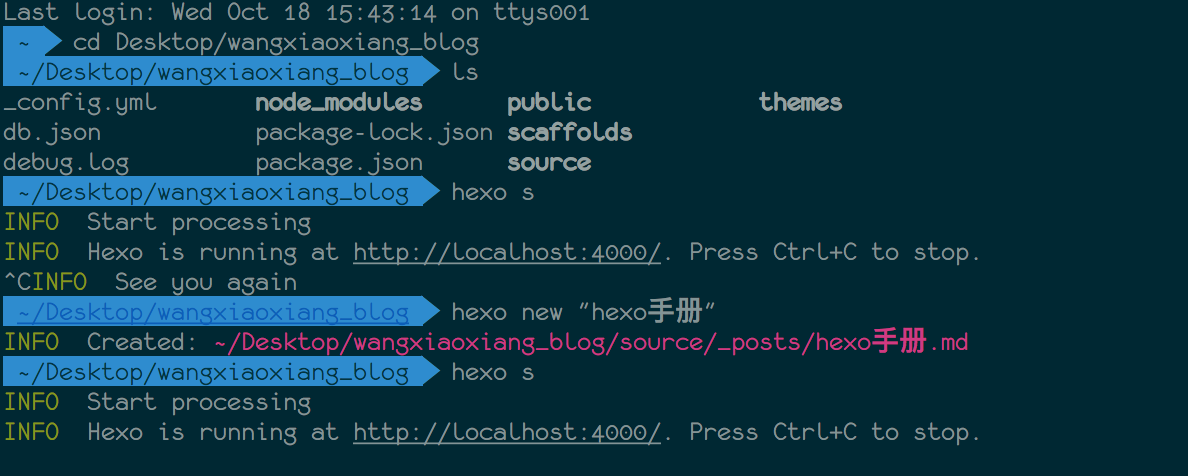 Last login: Wed Oct 18 15:43:14 on ttys001
~ cd Desktop/wangxiaoxiang_blog
~/Desktop/wangxiaoxiang_blog ls
_config.yml node_modules public themes
db.json package-lock.json scaffolds
debug.log package.json source
~/Desktop/wangxiaoxiang_blog hexo s
INFO Start processing
INFO Hexo is running at http://localhost:4000/. Press Ctrl+C to stop.
^CINFO See you again
~/Desktop/wangxiaoxiang_blog hexo new "hexo手册"
INFO Created: ~/Desktop/wangxiaoxiang_blog/source/_posts/hexo手册.md
~/Desktop/wangxiaoxiang_blog hexo s
INFO Start processing
INFO Hexo is running at http://localhost:4000/. Press Ctrl+C to stop.